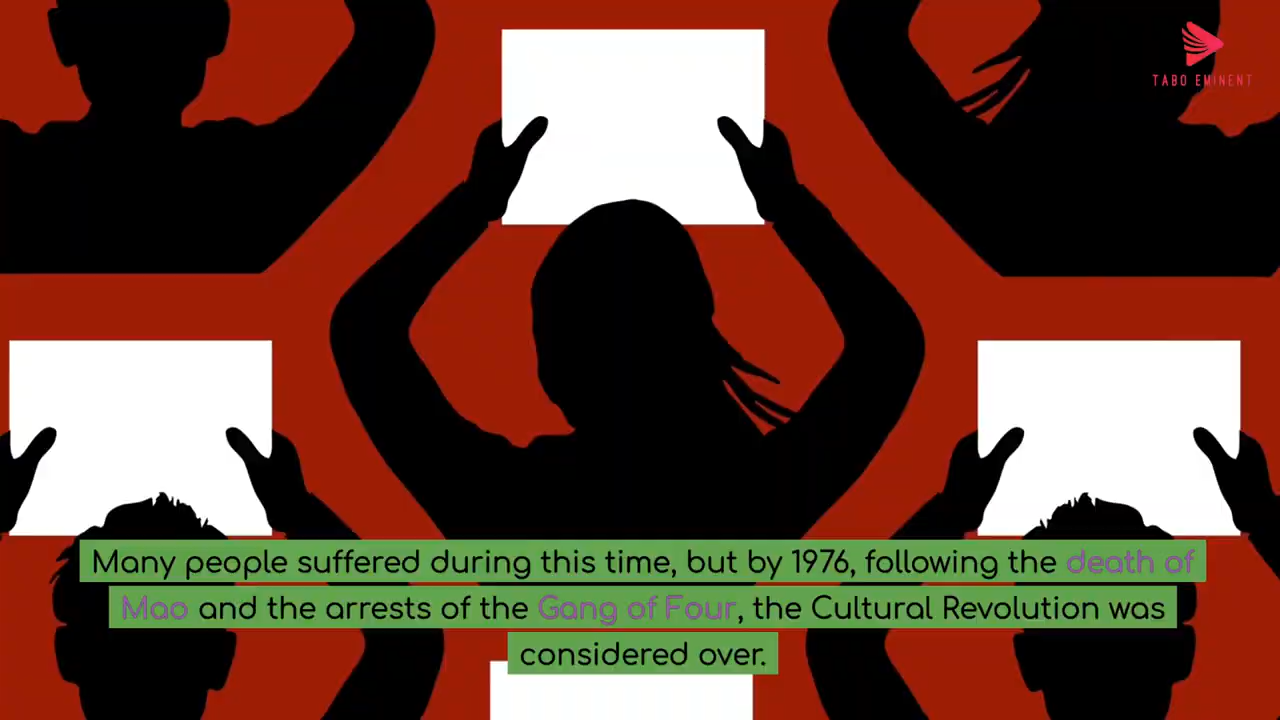 TABO EMINENT
Many people suffered during this time, but by 1976, following the death of
Mao and the arrests of the Gang of Four, the Cultural Revolution was
considered over.